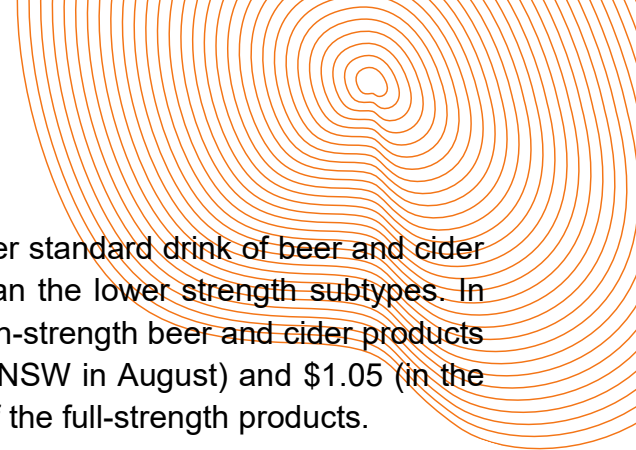 er standard drink of beer and cider
an the lower strength subtypes. In
-strength beer and cider products
NSW in August) and $1.05 (in the
the full-strength products.